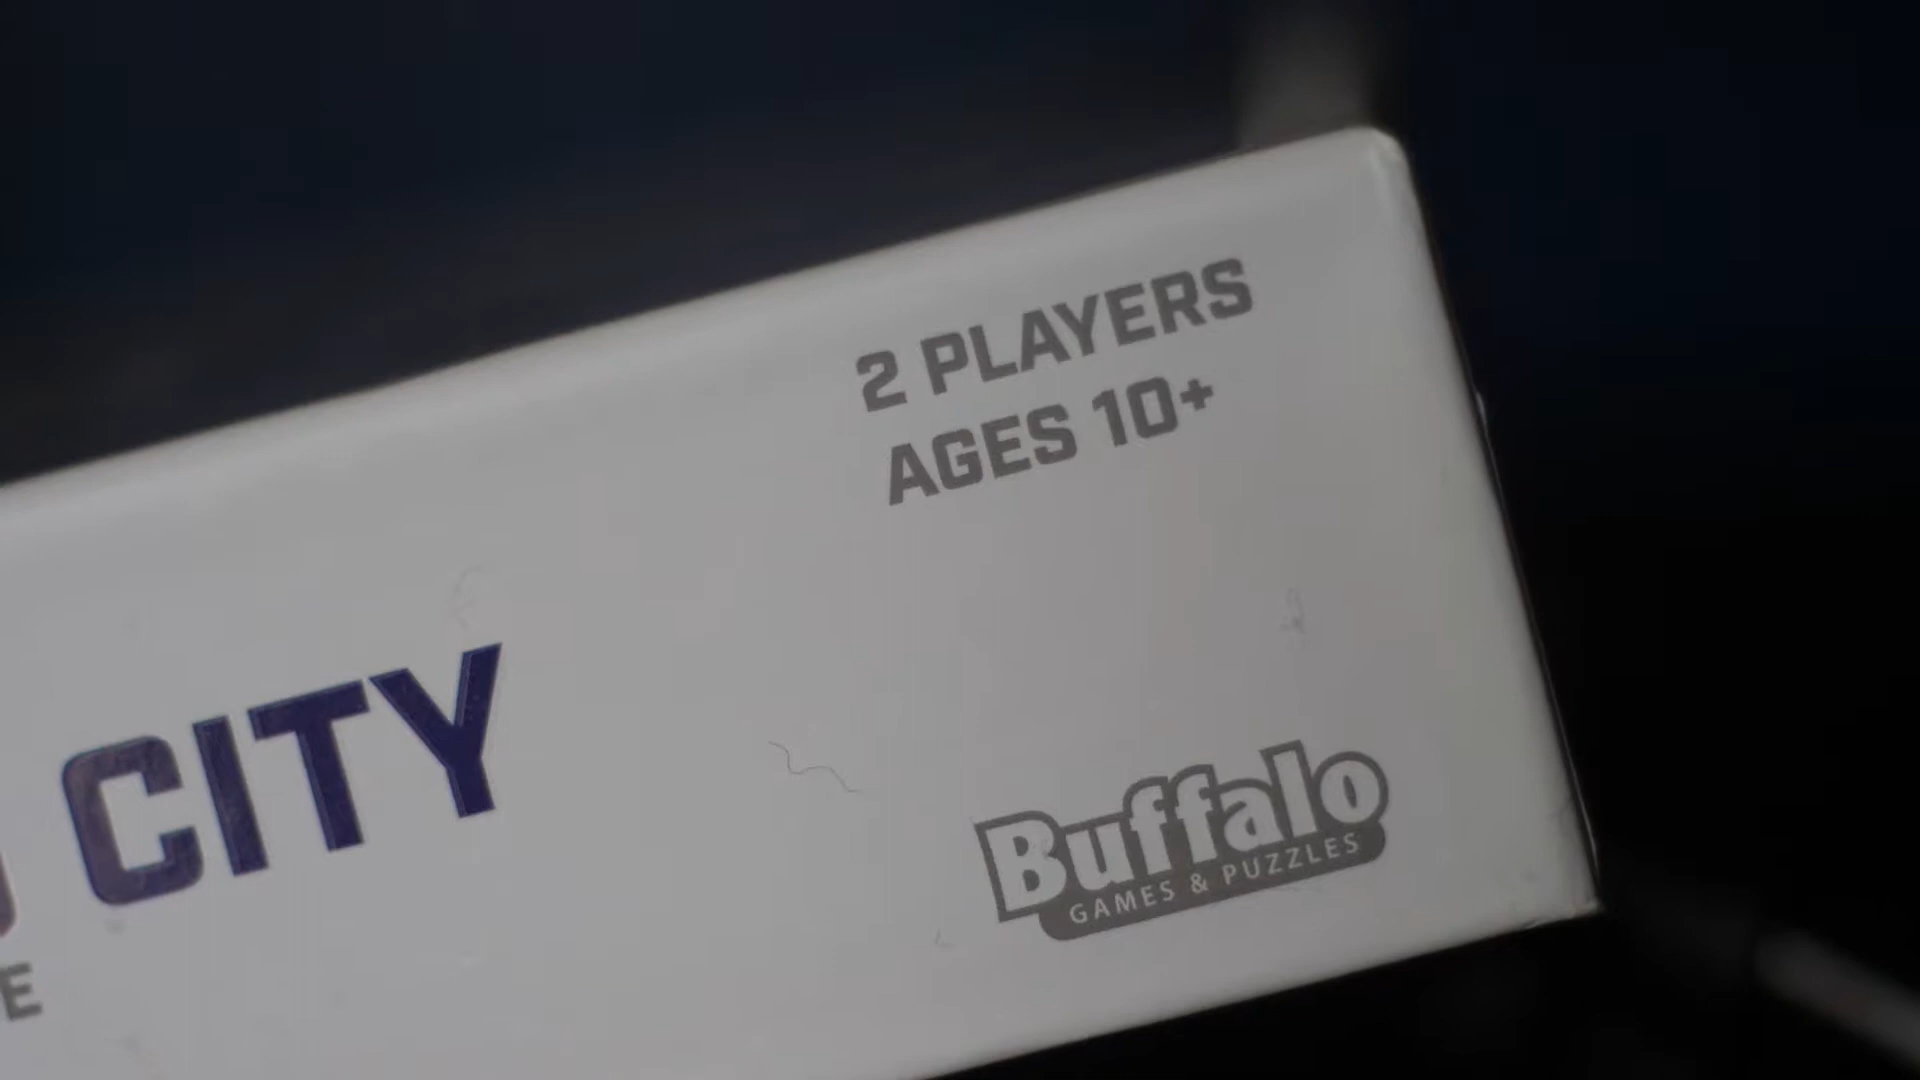 2 PLAYERS
AGES 10+
CITY
E
Buffalo
GAMES & PUZZLES